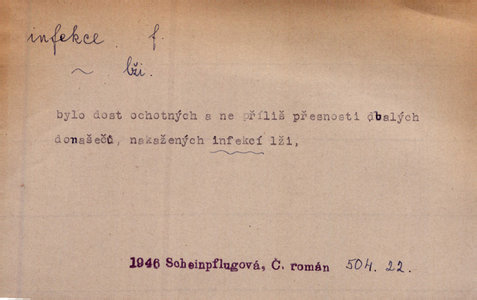 infekce f.
~ lži.
bylo dost ochotných a ne příliš přesnosti dbalých
donašečů, nakažených infekcí lži,
1946 Scheinpflugová, Č. román 504. 22.